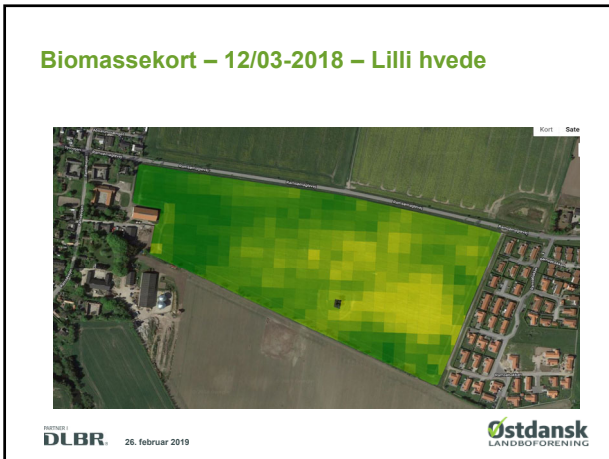 Biomassekort – 12/03-2018 – Lilli hvede
Kort Sate
PARTNER I
DLBR.
26. februar 2019
Østdansk
LANDBOFORENING